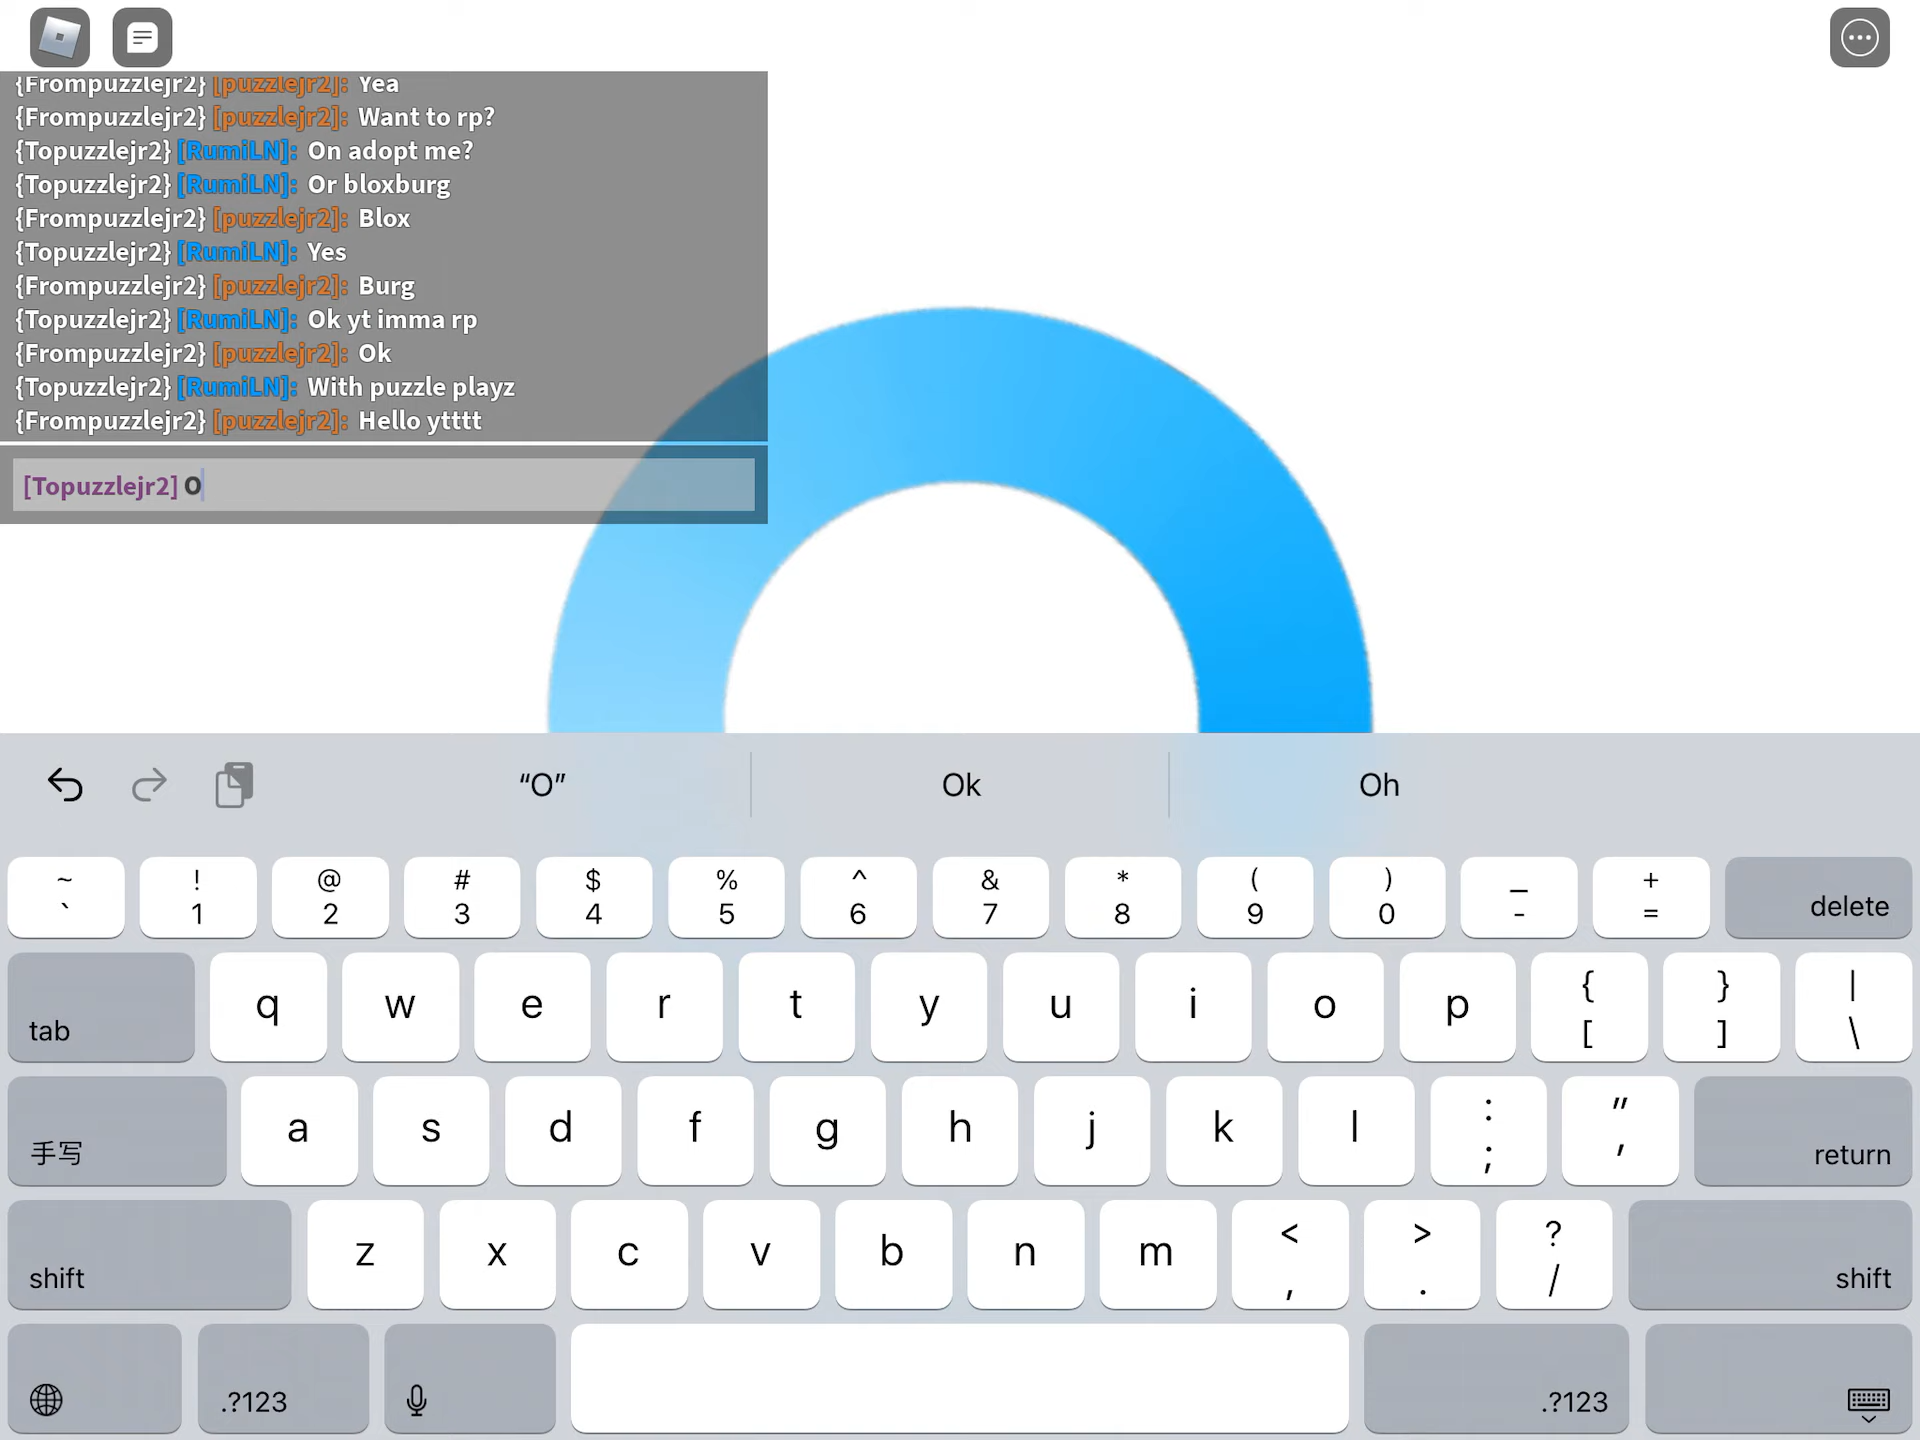 {Frompuzzlejr2} [puzzlejr2]: Yea
{Frompuzzlejr2} [puzzlejr2]: Want to rp?
{Topuzzlejr2} [RumiLN]: On adopt me?
{Topuzzlejr2} [RumiLN]: Or bloxburg
{Frompuzzlejr2} [puzzlejr2]: Blox
{Topuzzlejr2} [RumiLN]: Yes
{Frompuzzlejr2} [puzzlejr2]: Burg
{Topuzzlejr2} [RumiLN]: Ok yt imma rp
{Frompuzzlejr2} [puzzlejr2]: Ok
{Topuzzlejr2} [RumiLN]: With puzzle playz
{Frompuzzlejr2} [puzzlejr2]: Hello ytttt
[Topuzzlejr2] O
“O” Ok Oh
~ ! @ # $ % ^ & * ( ) _ +
` 1 2 3 4 5 6 7 8 9 0 - = delete
tab q w e r t y u i o p { [ } ] | \
手写 a s d f g h j k l : ; " ' return
shift z x c v b n m < , > . ? / shift
.?123 .?123